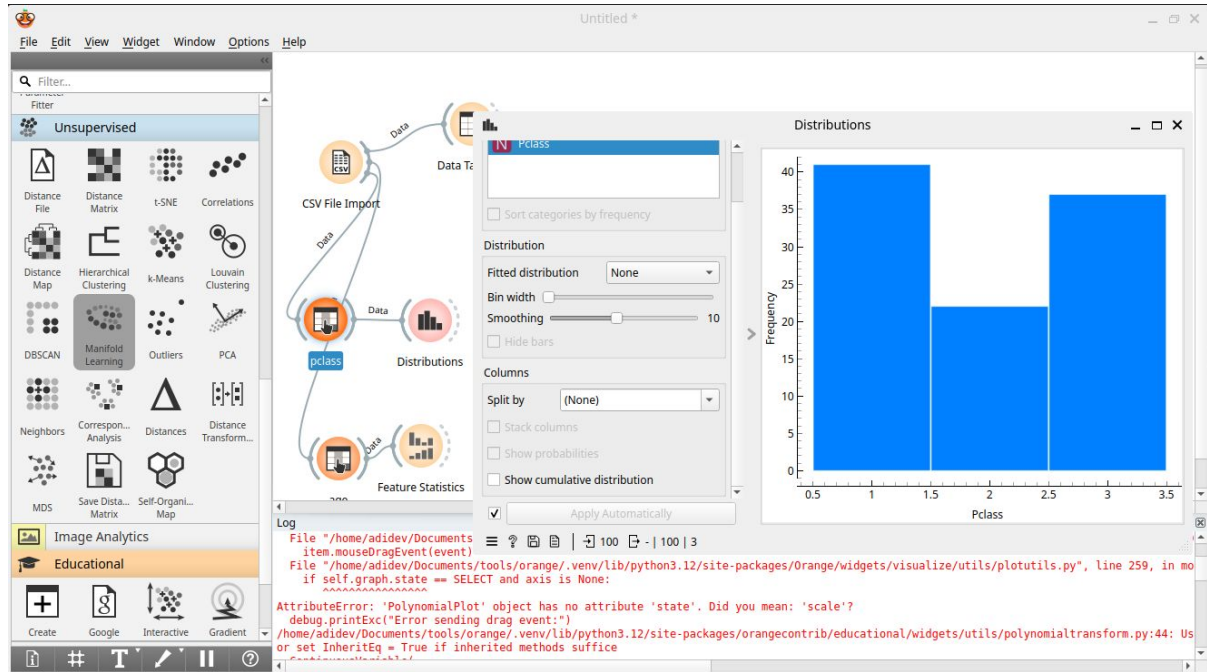 Untitled *
File Edit View Widget Window Options Help
Filter...
Fitter
Unsupervised
Distance File
Distance Matrix
t-SNE
Correlations
Distance Map
Hierarchical Clustering
k-Means
Louvain Clustering
DBSCAN
Manifold Learning
Outliers
PCA
Neighbors
Correspon... Analysis
Distances
Distance Transform...
MDS
Save Dista... Matrix
Self-Organi... Map
Image Analytics
Educational
Create
Google
Interactive
Gradient
CSV File Import
Data
Data Ta
Data
pclass
Data
Distributions
Data
Feature Statistics
Distributions
N Pclass
Sort categories by frequency
Distribution
Fitted distribution None
Bin width
Smoothing 10
Hide bars
Columns
Split by (None)
Stack columns
Show probabilities
Show cumulative distribution
Apply Automatically
100 - | 100 | 3
Frequency
40
35
30
25
20
15
10
5
0
0.5 1 1.5 2 2.5 3 3.5
Pclass
Log
File "/home/adidev/Documents
item.mouseDragEvent(event)
File "/home/adidev/Documents/tools/orange/.venv/lib/python3.12/site-packages/Orange/widgets/visualize/utils/plotutils.py", line 259, in mo
if self.graph.state == SELECT and axis is None:
^^^^^^^^^^^^^^^^
AttributeError: 'PolynomialPlot' object has no attribute 'state'. Did you mean: 'scale'?
debug.printExc("Error sending drag event:")
/home/adidev/Documents/tools/orange/.venv/lib/python3.12/site-packages/orangecontrib/educational/widgets/utils/polynomialtransform.py:44: Us
or set InheritEq = True if inherited methods suffice